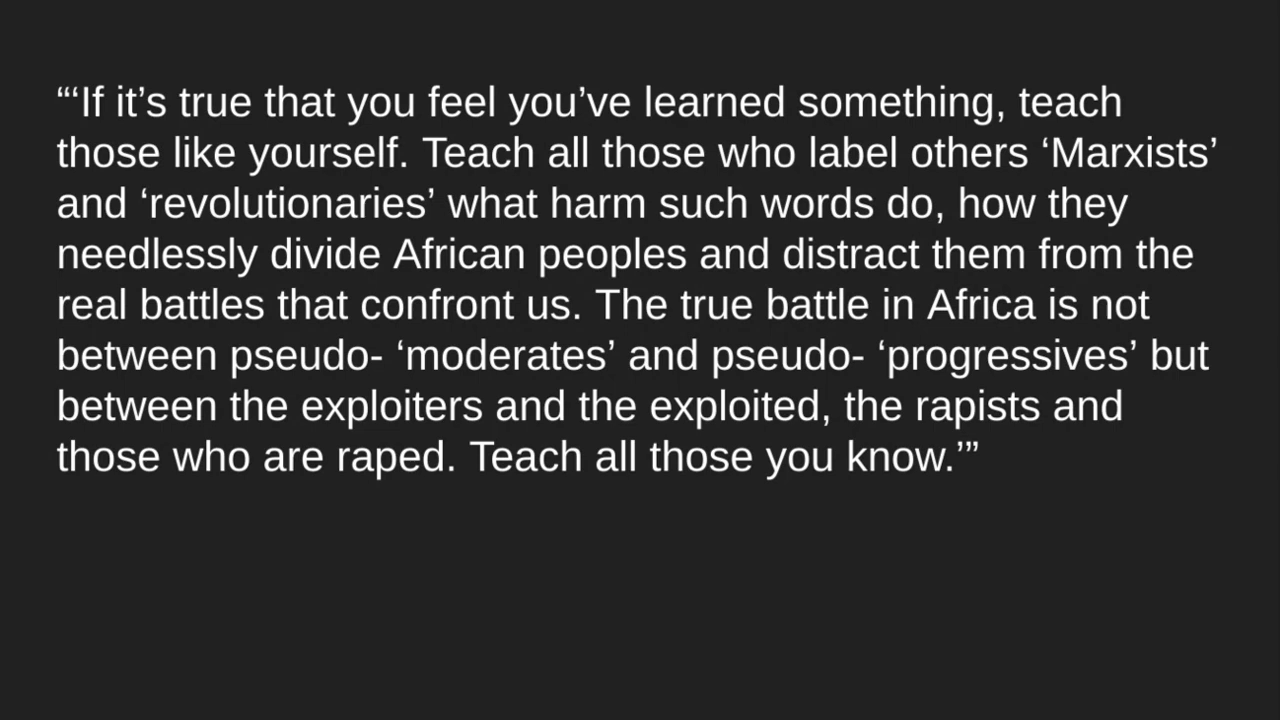 “‘If it’s true that you feel you’ve learned something, teach
those like yourself. Teach all those who label others ‘Marxists’
and ‘revolutionaries’ what harm such words do, how they
needlessly divide African peoples and distract them from the
real battles that confront us. The true battle in Africa is not
between pseudo- ‘moderates’ and pseudo- ‘progressives’ but
between the exploiters and the exploited, the rapists and
those who are raped. Teach all those you know.’”